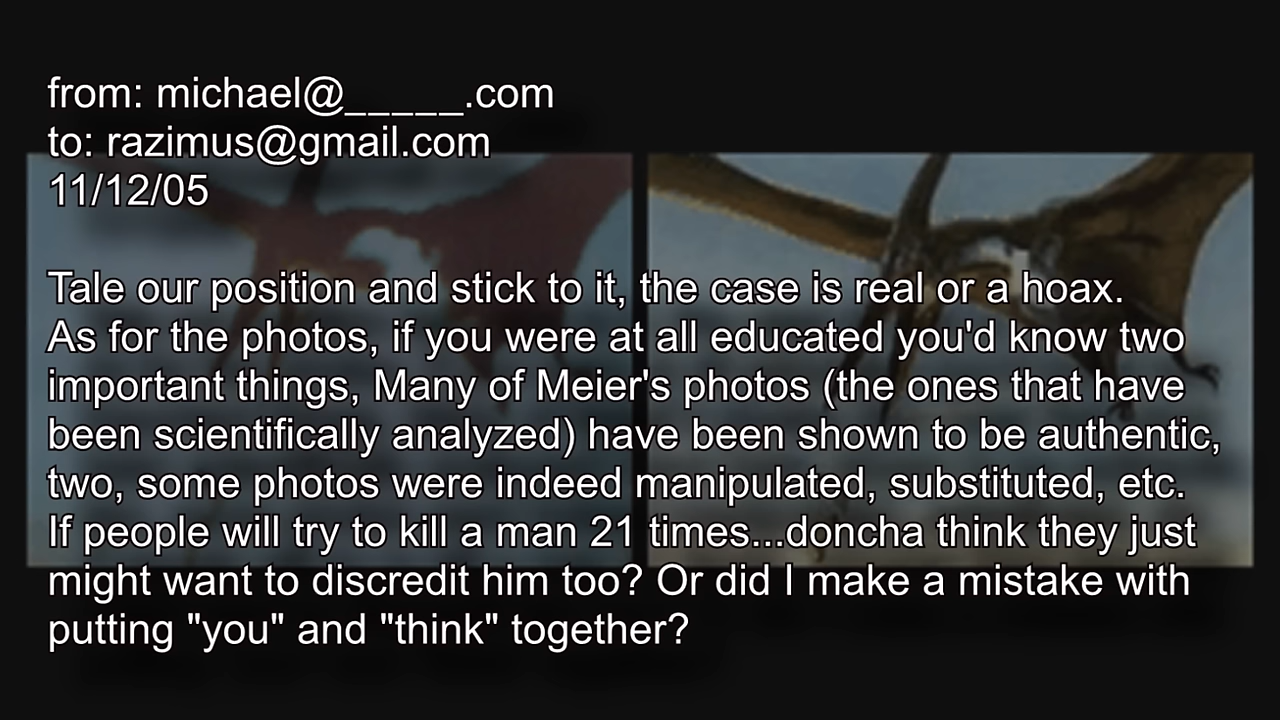 from: michael@_____.com
to: razimus@gmail.com
11/12/05
Tale our position and stick to it, the case is real or a hoax.
As for the photos, if you were at all educated you'd know two
important things, Many of Meier's photos (the ones that have
been scientifically analyzed) have been shown to be authentic,
two, some photos were indeed manipulated, substituted, etc.
If people will try to kill a man 21 times...doncha think they just
might want to discredit him too? Or did I make a mistake with
putting "you" and "think" together?